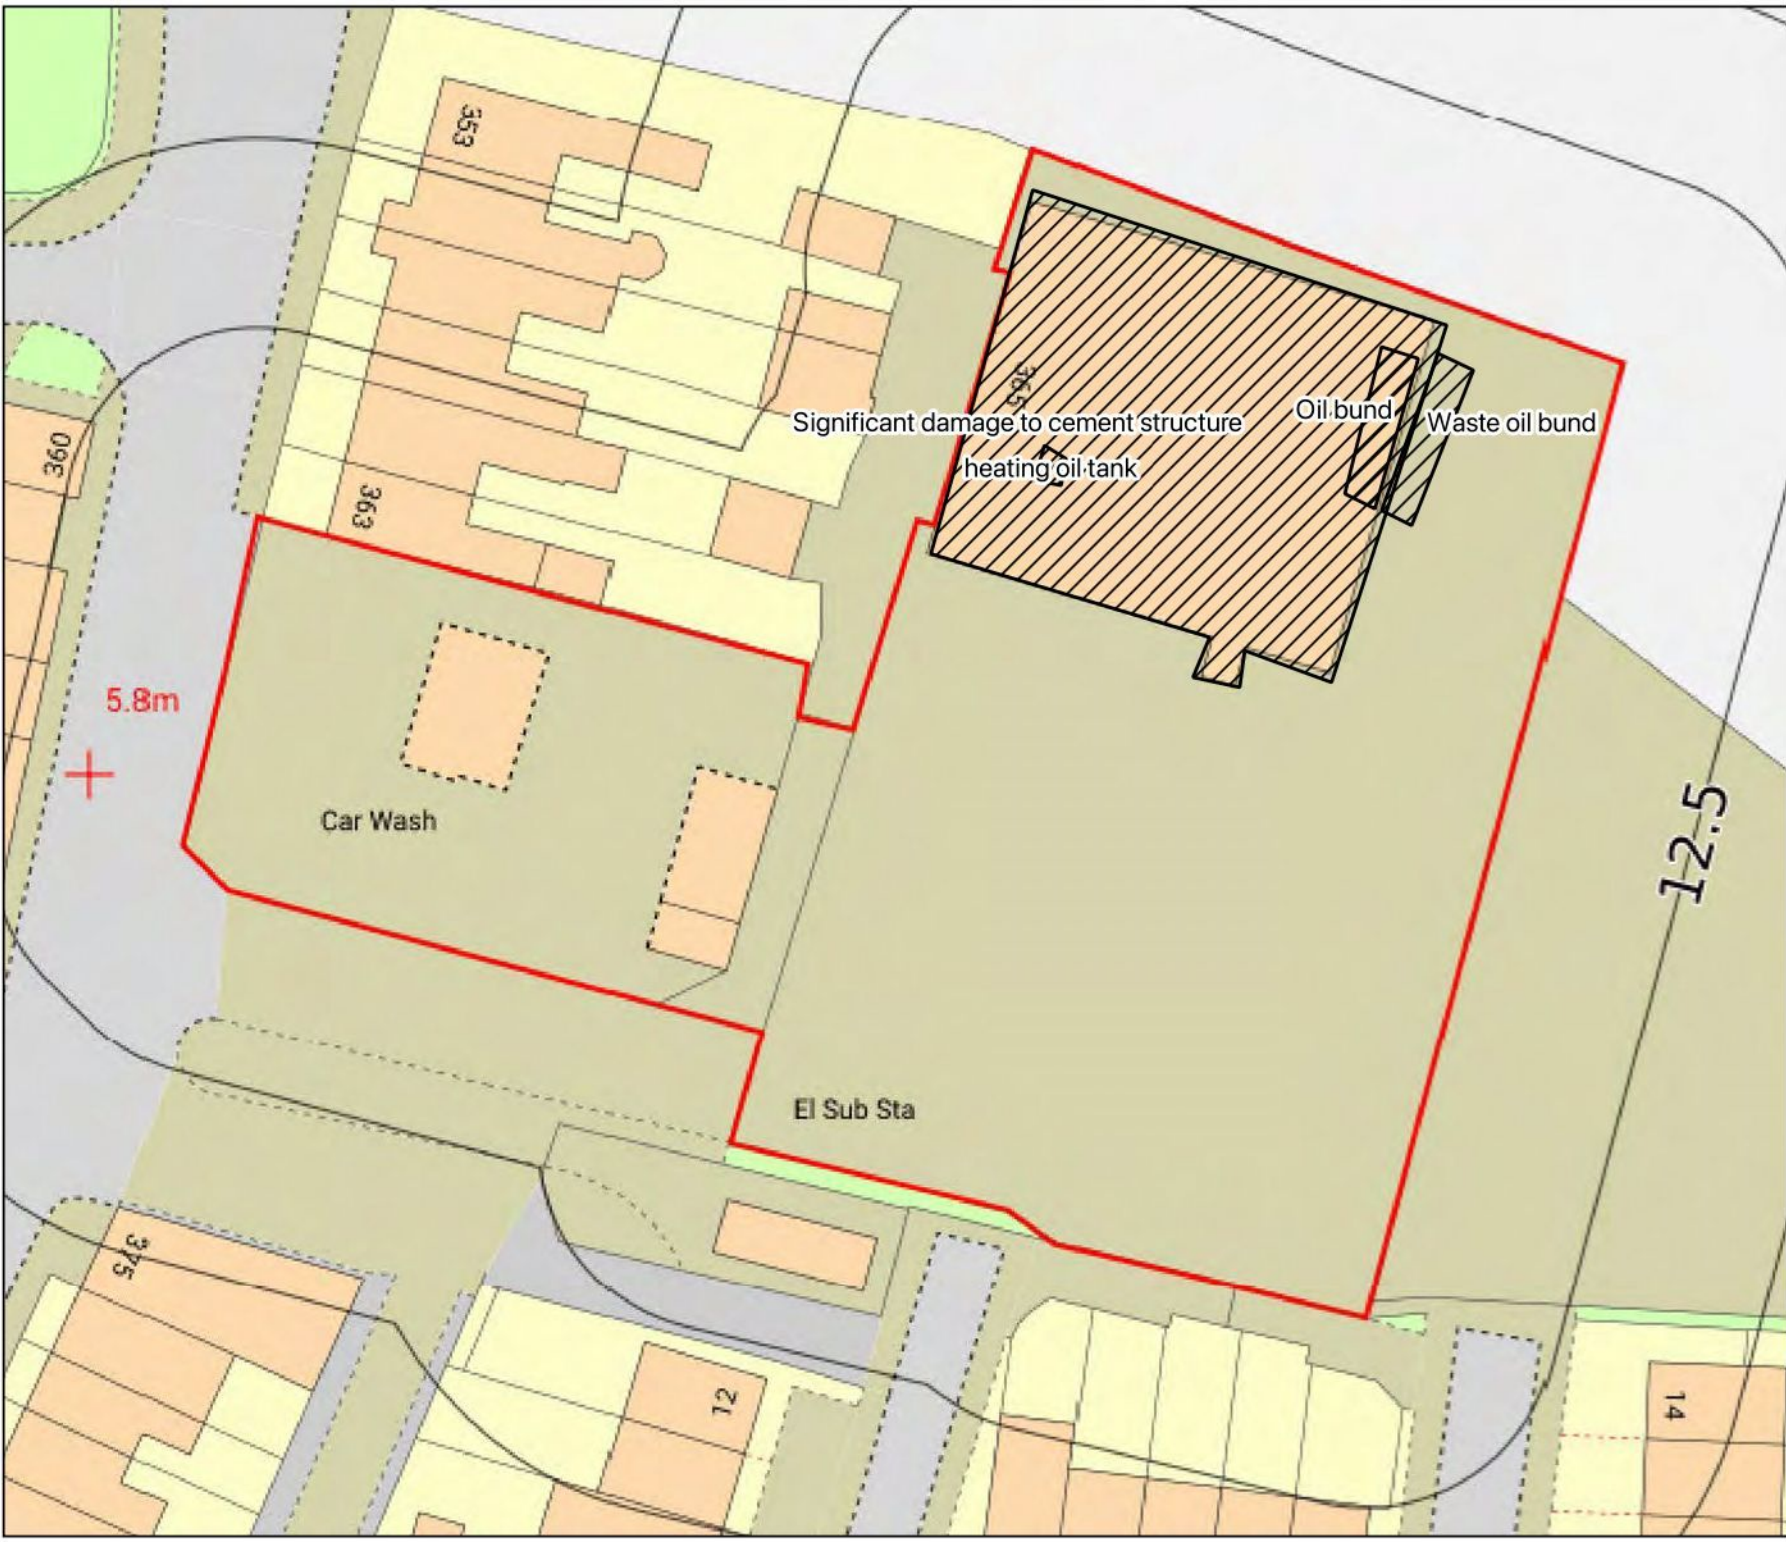 353
365
Significant damage to cement structure
Oil bund
Waste oil bund
360
heating oil tank
363
5.8m
Car Wash
12.5
El Sub Sta
375
12
14